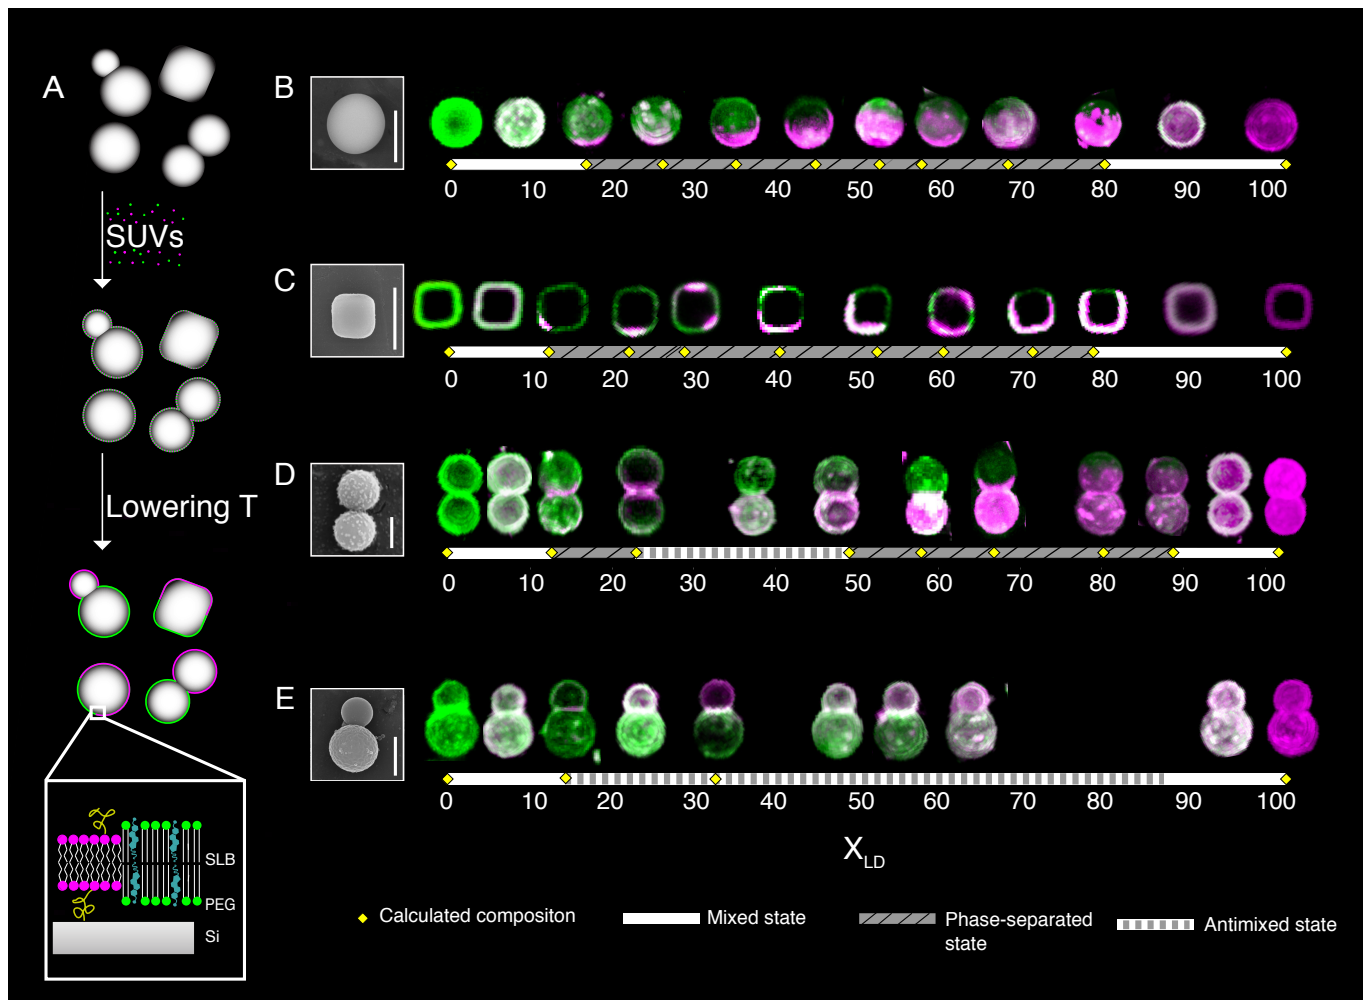 A
SUVs
Lowering T
SLB
PEG
Si
B
0 10 20 30 40 50 60 70 80 90 100
C
0 10 20 30 40 50 60 70 80 90 100
D
0 10 20 30 40 50 60 70 80 90 100
E
0 10 20 30 40 50 60 70 80 90 100
XLD
Calculated compositon
Mixed state
Phase-separated
state
Antimixed state